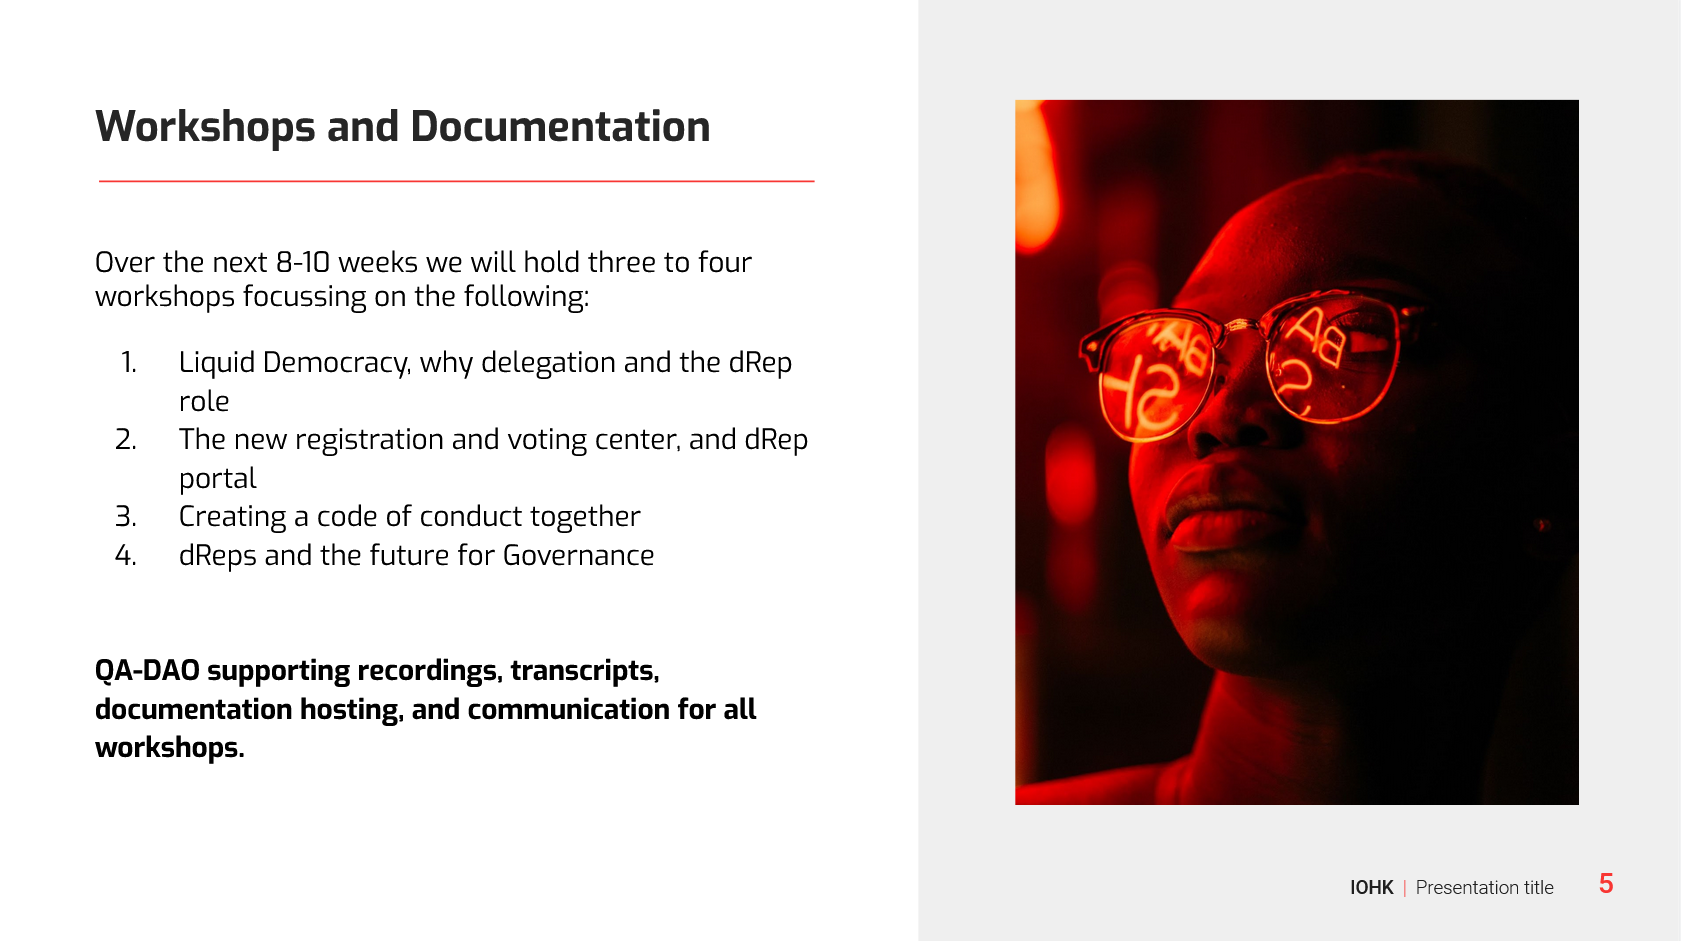 Workshops and Documentation
Over the next 8-10 weeks we will hold three to four
workshops focussing on the following:
1. Liquid Democracy, why delegation and the dRep
role
2. The new registration and voting center, and dRep
portal
3. Creating a code of conduct together
4. dReps and the future for Governance
QA-DAO supporting recordings, transcripts,
documentation hosting, and communication for all
workshops.
IOHK | Presentation title 5